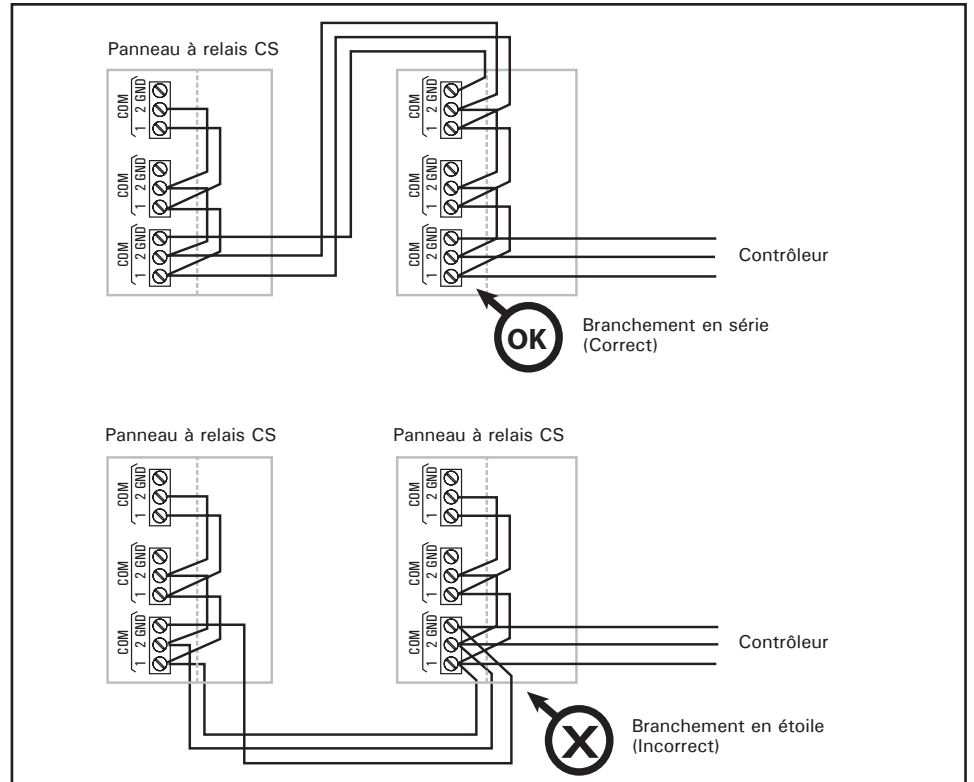 Panneau à relais CS
COM
1 2 GND
COM
1 2 GND
COM
1 2 GND
COM
1 2 GND
COM
1 2 GND
COM
1 2 GND
Contrôleur
OK
Branchement en série
(Correct)
Panneau à relais CS
Panneau à relais CS
COM
1 2 GND
COM
1 2 GND
COM
1 2 GND
COM
1 2 GND
COM
1 2 GND
COM
1 2 GND
Contrôleur
X
Branchement en étoile
(Incorrect)